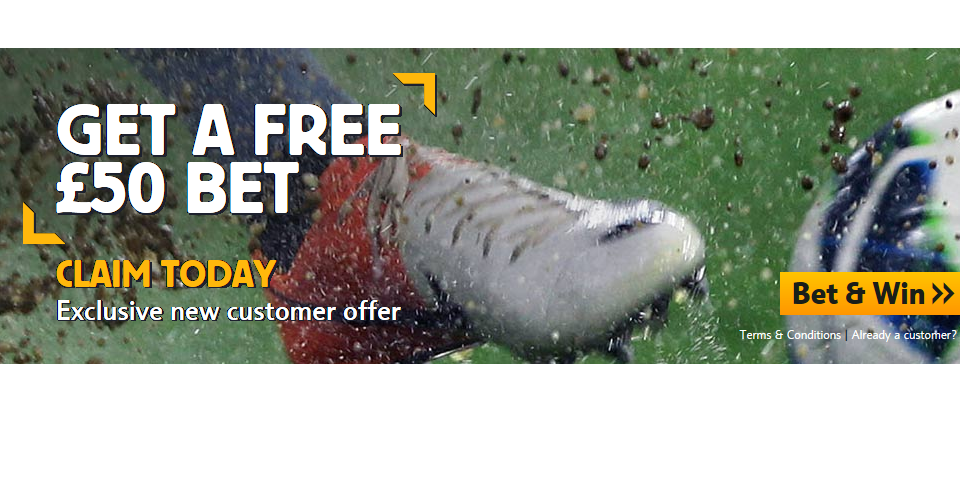 GET A FREE
£50 BET
CLAIM TODAY
Exclusive new customer offer
Bet & Win >>
Terms & Conditions | Already a customer?